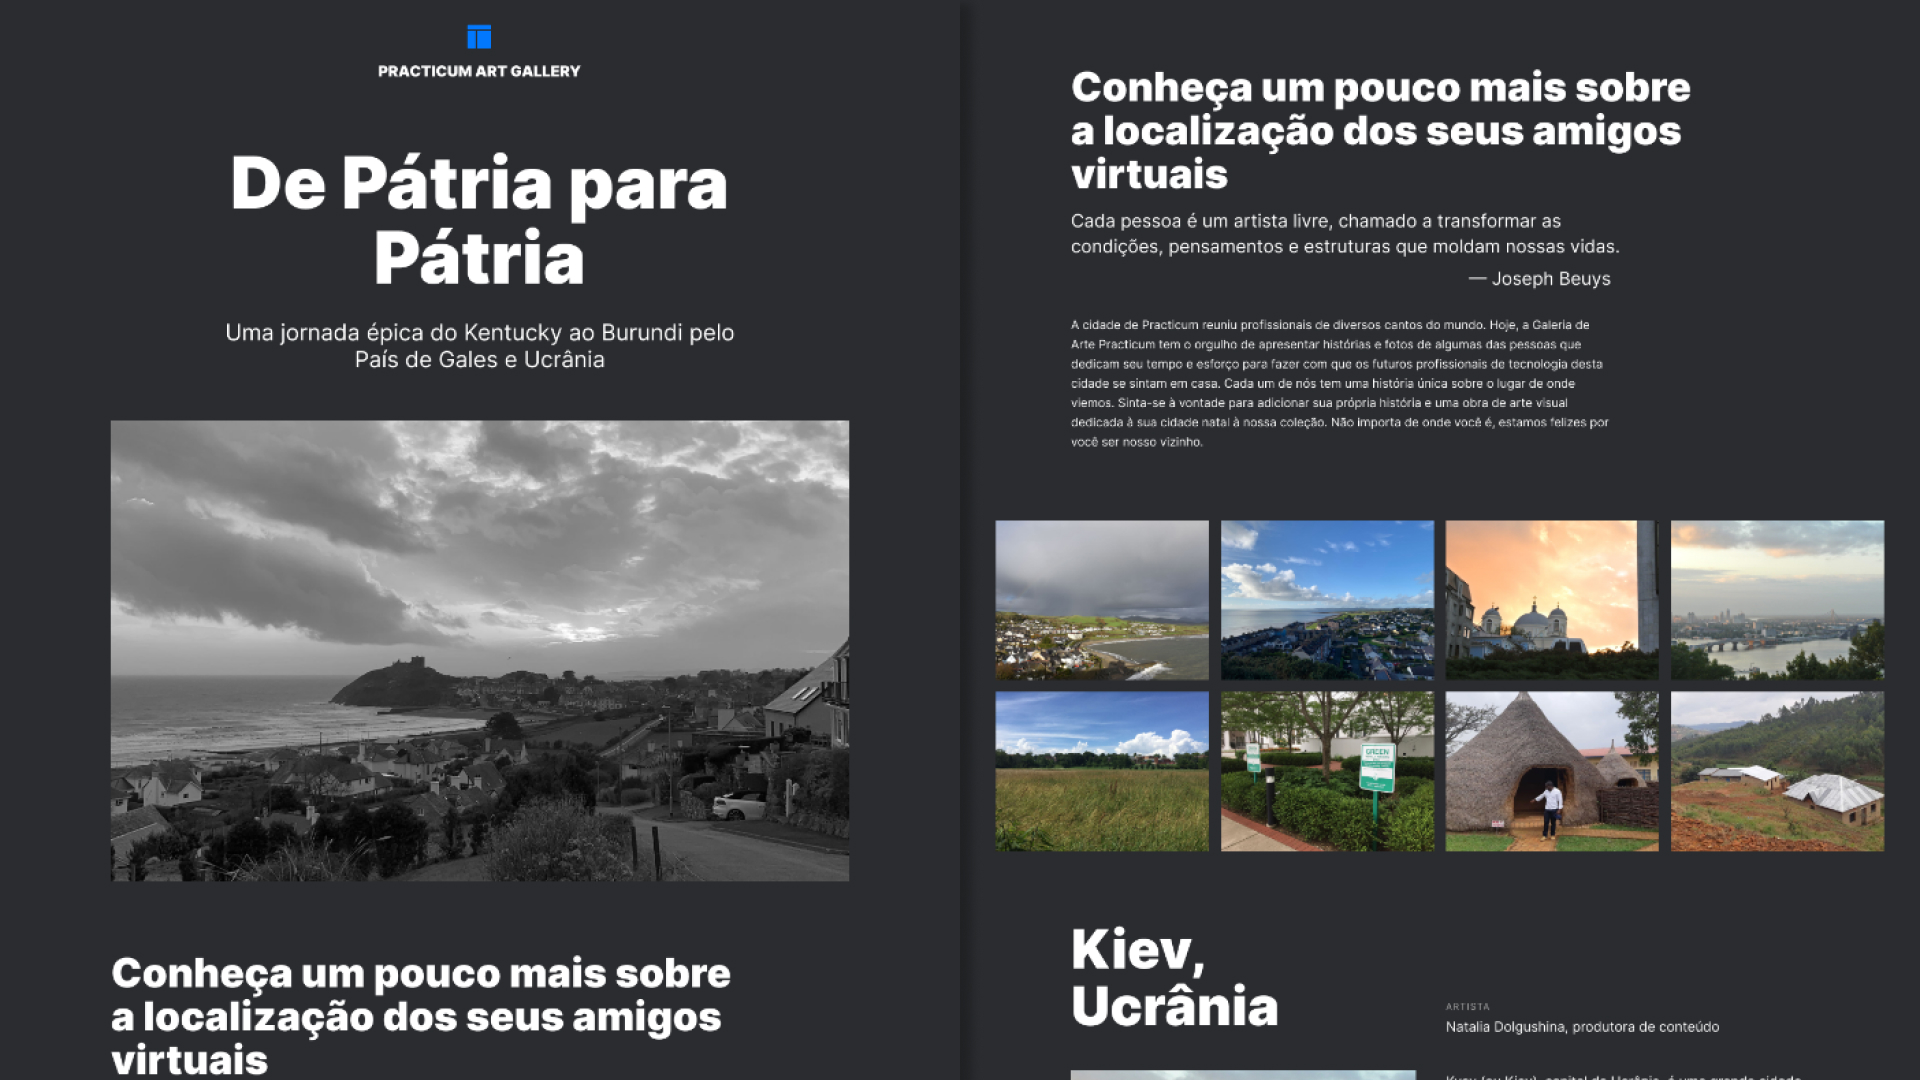 PRACTICUM ART GALLERY
De Pátria para
Pátria
Uma jornada épica do Kentucky ao Burundi pelo
País de Gales e Ucrânia
Conheça um pouco mais sobre
a localização dos seus amigos
virtuais
Conheça um pouco mais sobre
a localização dos seus amigos
virtuais
Cada pessoa é um artista livre, chamado a transformar as
condições, pensamentos e estruturas que moldam nossas vidas.
— Joseph Beuys
A cidade de Practicum reuniu profissionais de diversos cantos do mundo. Hoje, a Galeria de
Arte Practicum tem o orgulho de apresentar histórias e fotos de algumas das pessoas que
dedicam seu tempo e esforço para fazer com que os futuros profissionais de tecnologia desta
cidade se sintam em casa. Cada um de nós tem uma história única sobre o lugar de onde
viemos. Sinta-se à vontade para adicionar sua própria história e uma obra de arte visual
dedicada à sua cidade natal à nossa coleção. Não importa de onde você é, estamos felizes por
você ser nosso vizinho.
GREEN
Kiev,
Ucrânia
ARTISTA
Natalia Dolgushina, produtora de conteúdo